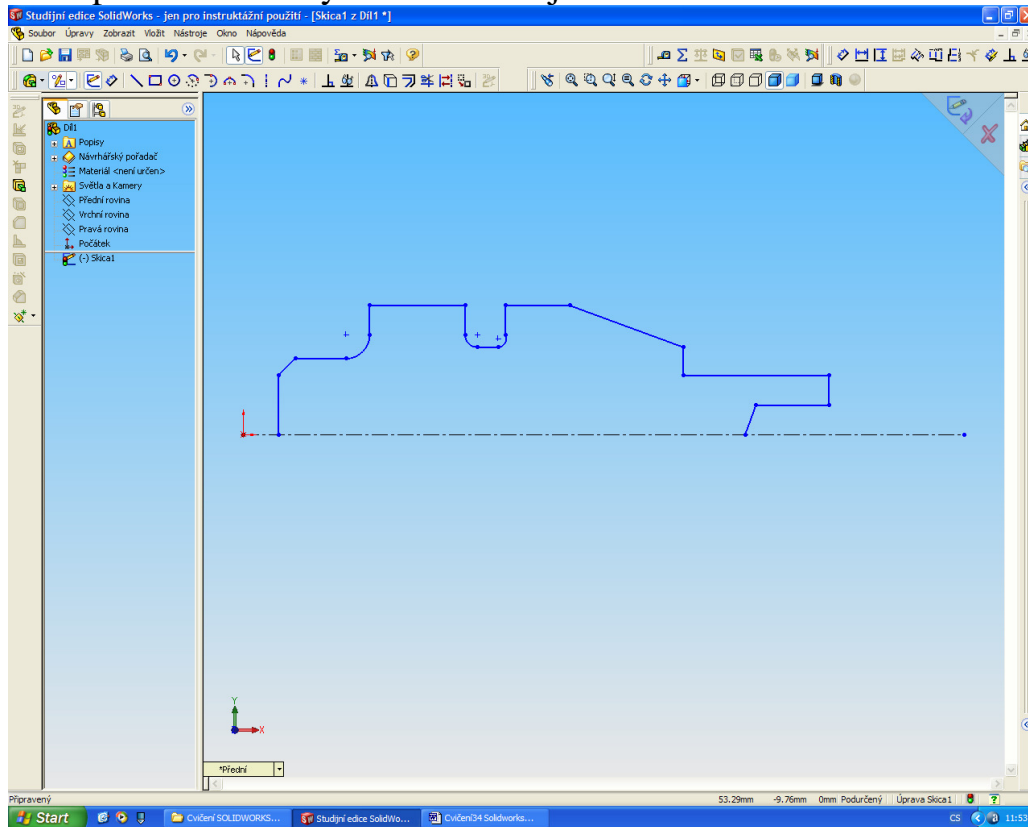 Studijní edice SolidWorks - jen pro instruktážní použití - [Skica1 z Díl1 *]
Soubor Úpravy Zobrazit Vložit Nástroje Okno Nápověda
Díl1
Popisy
Návrhářský pořadač
Materiál <není určen>
Světla a Kamery
Přední rovina
Vrchní rovina
Pravá rovina
Počátek
(-) Skica1
Y
X
*Přední
Připravený
53.29mm -9.76mm 0mm Podurčený Úprava Skica1
Start
Cvičení SOLIDWORKS...
Studijní edice SolidWo...
Cvičení34 Solidworks...
CS
11:53